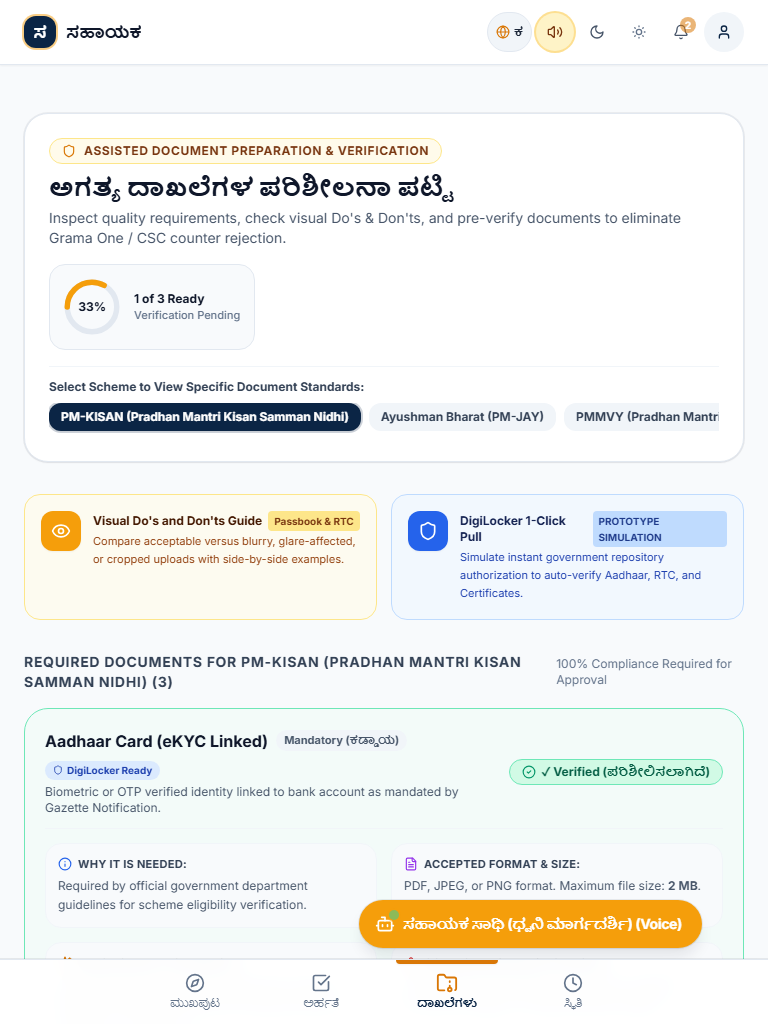 ಸ ಸಹಾಯಕ ಕ 2
ASSISTED DOCUMENT PREPARATION & VERIFICATION
ಅಗತ್ಯ ದಾಖಲೆಗಳ ಪರಿಶೀಲನಾ ಪಟ್ಟಿ
Inspect quality requirements, check visual Do's & Don'ts, and pre-verify documents to eliminate
Grama One / CSC counter rejection.
33%
1 of 3 Ready
Verification Pending
Select Scheme to View Specific Document Standards:
PM-KISAN (Pradhan Mantri Kisan Samman Nidhi) Ayushman Bharat (PM-JAY) PMMVY (Pradhan Mantri
Visual Do's and Don'ts Guide Passbook & RTC
Compare acceptable versus blurry, glare-affected,
or cropped uploads with side-by-side examples.
DigiLocker 1-Click
Pull
PROTOTYPE
SIMULATION
Simulate instant government repository
authorization to auto-verify Aadhaar, RTC, and
Certificates.
REQUIRED DOCUMENTS FOR PM-KISAN (PRADHAN MANTRI KISAN
SAMMAN NIDHI) (3)
100% Compliance Required for
Approval
Aadhaar Card (eKYC Linked) Mandatory (ಕಡ್ಡಾಯ)
DigiLocker Ready
✓ Verified (ಪರಿಶೀಲಿಸಲಾಗಿದೆ)
Biometric or OTP verified identity linked to bank account as mandated by
Gazette Notification.
WHY IT IS NEEDED:
Required by official government department
guidelines for scheme eligibility verification.
ACCEPTED FORMAT & SIZE:
PDF, JPEG, or PNG format. Maximum file size: 2 MB.
ಸಹಾಯಕ ಸಾಥಿ (ಧ್ವನಿ ಮಾರ್ಗದರ್ಶಿ) (Voice)
ಮುಖಪುಟ ಅರ್ಹತೆ ದಾಖಲೆಗಳು ಸ್ಥಿತಿ